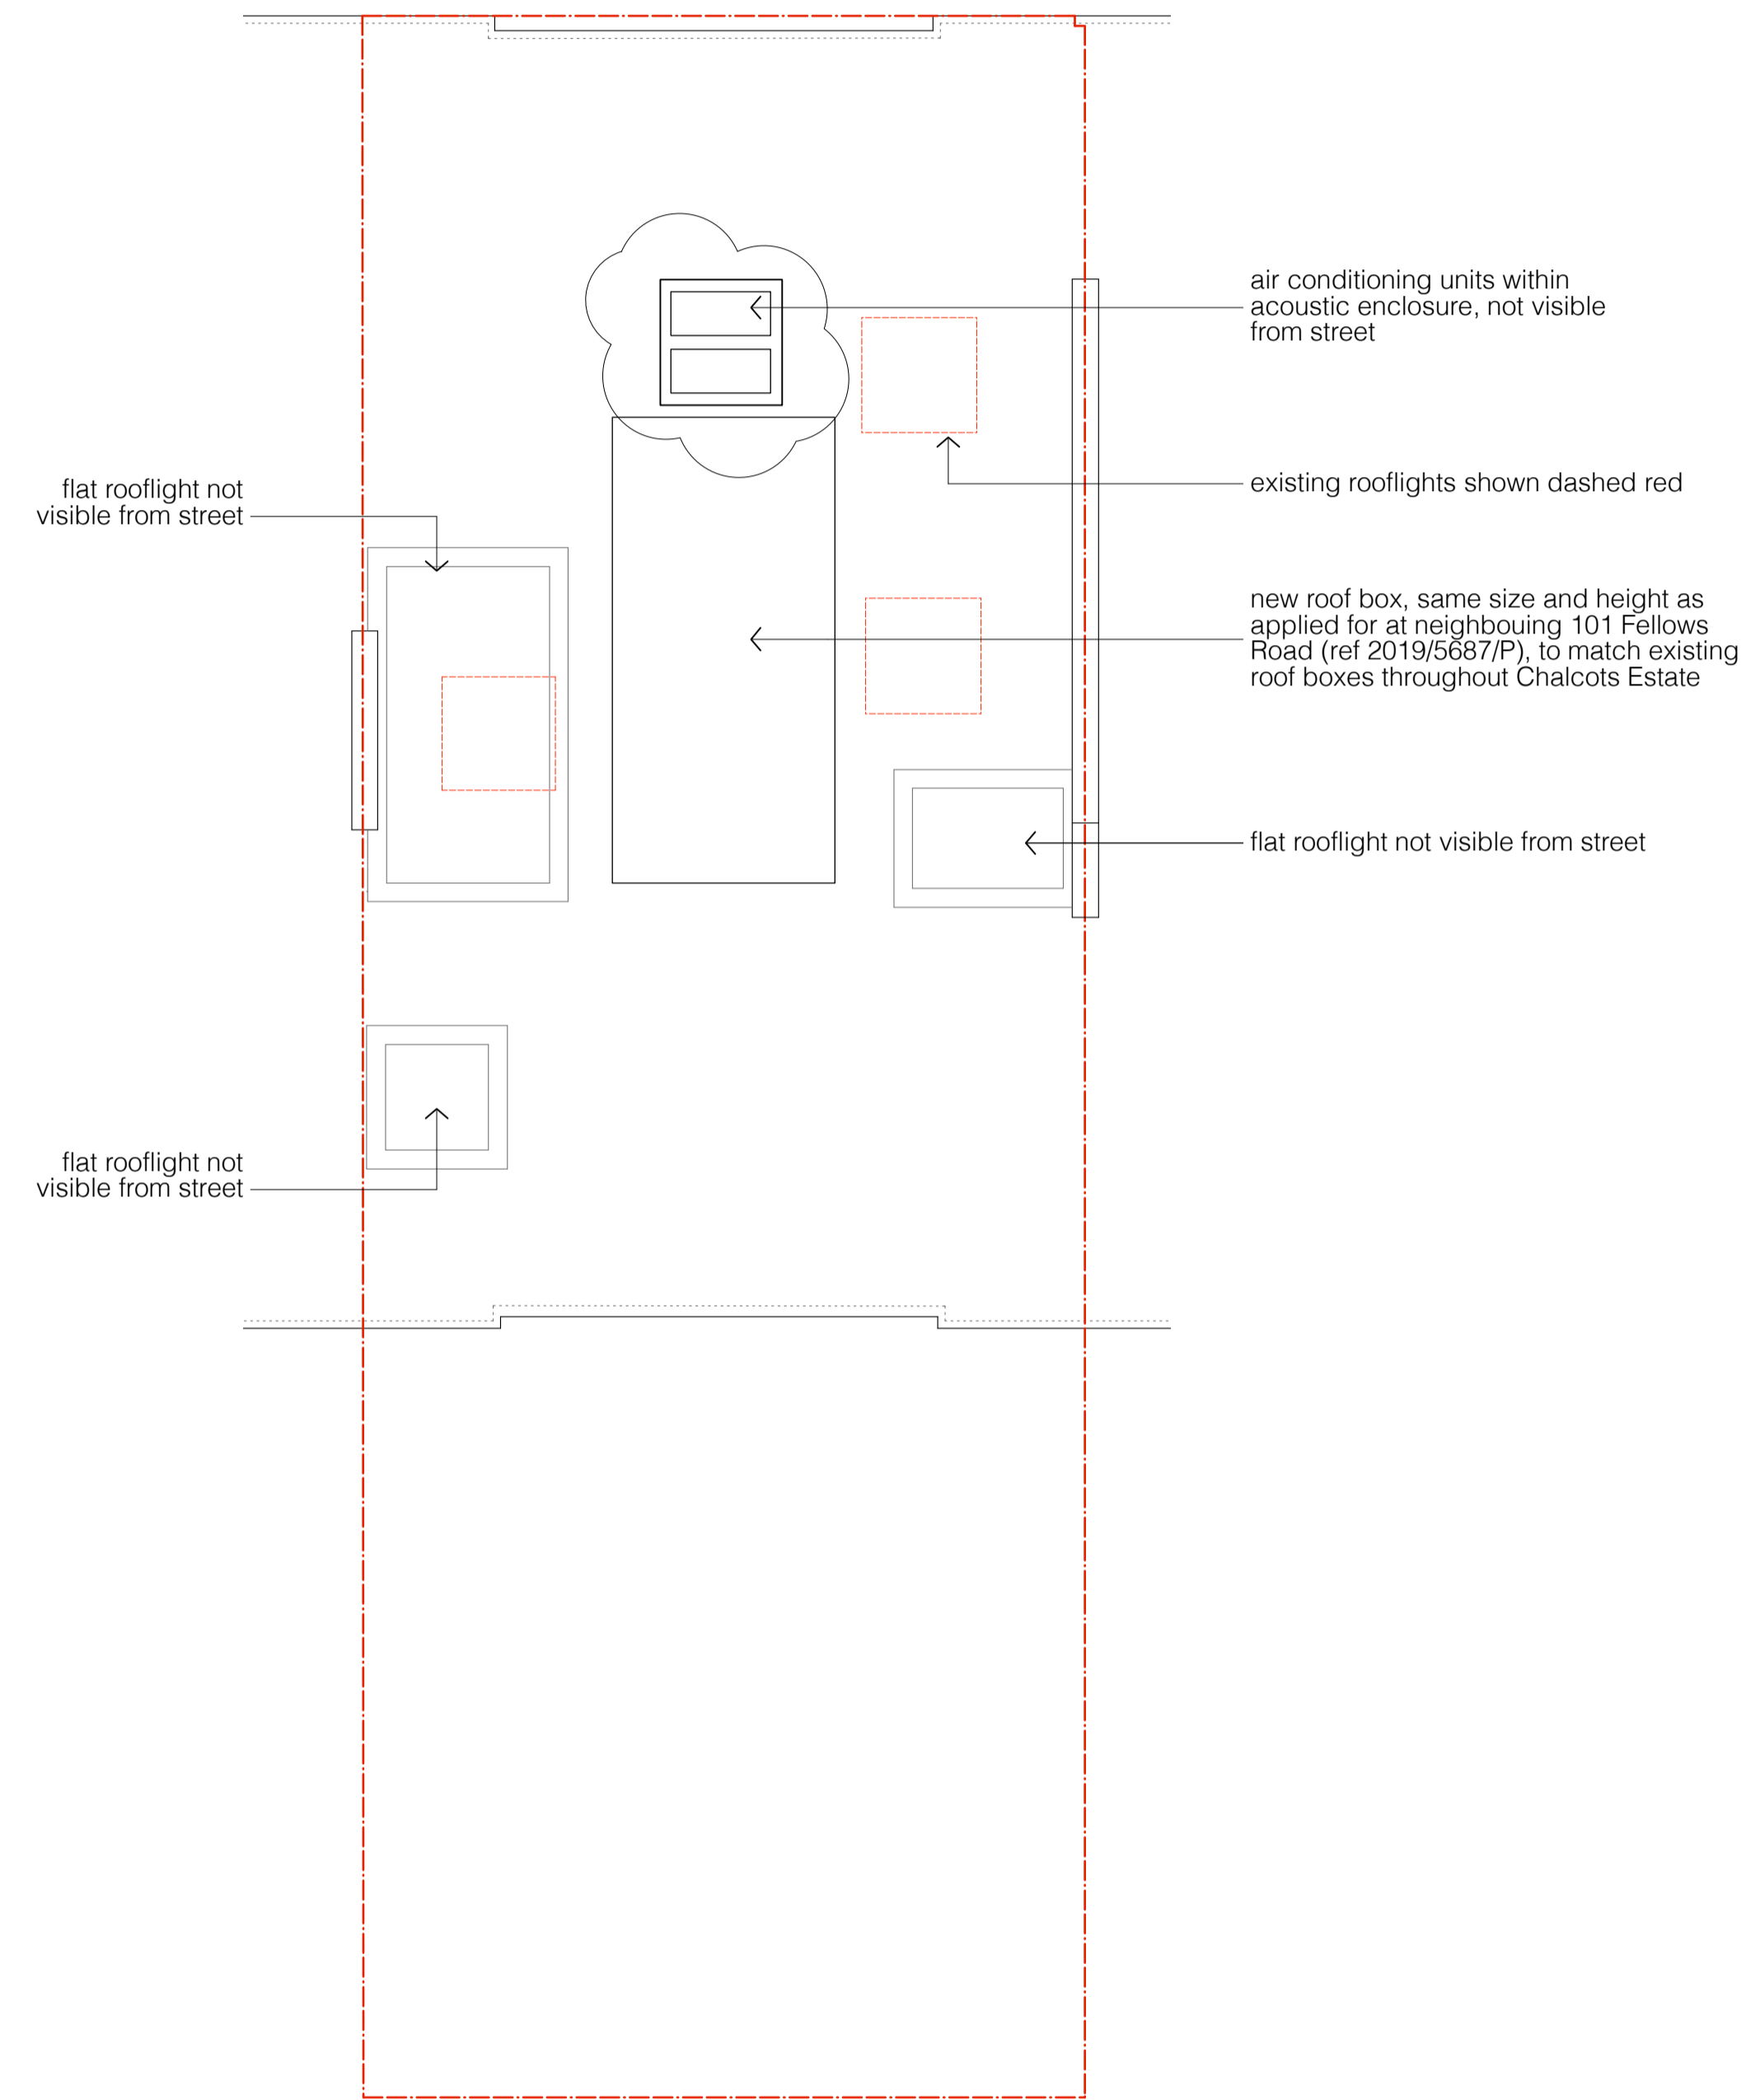 air conditioning units within
acoustic enclosure, not visible
from street
flat rooflight not
visible from street
existing rooflights shown dashed red
new roof box, same size and height as
applied for at neighbouing 101 Fellows
Road (ref 2019/5687/P), to match existing
roof boxes throughout Chalcots Estate
flat rooflight not visible from street
flat rooflight not
visible from street